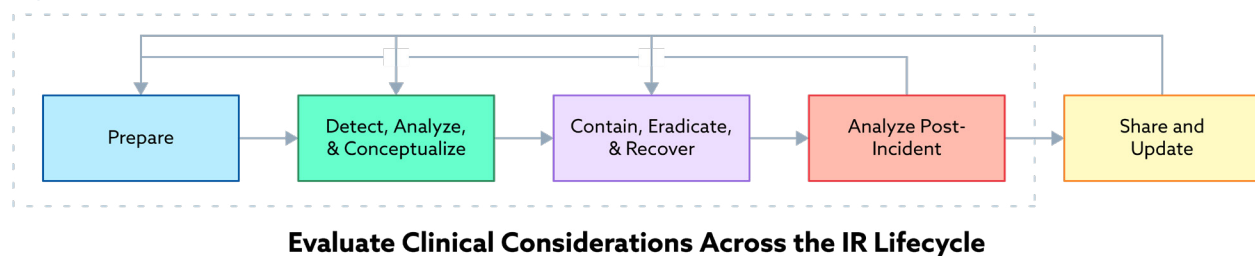 Prepare
Detect, Analyze,
& Conceptualize
Contain, Eradicate,
& Recover
Analyze Post-
Incident
Share and
Update
Evaluate Clinical Considerations Across the IR Lifecycle